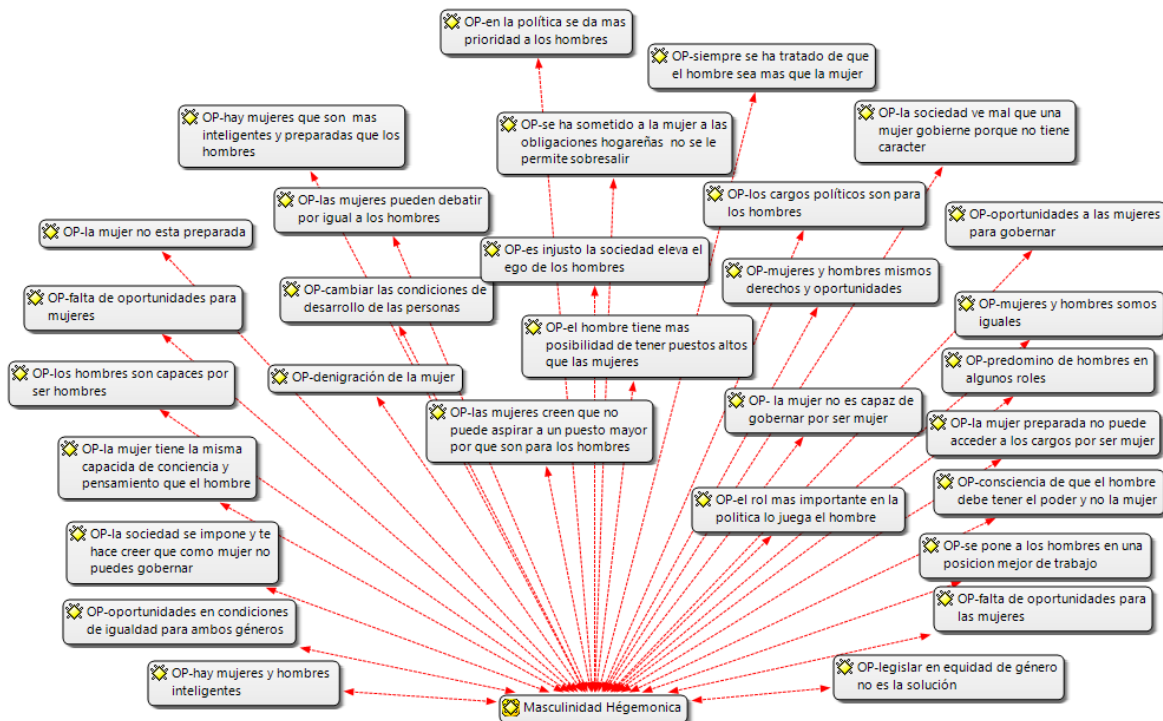 OP-en la política se da mas
prioridad a los hombres
OP-siempre se ha tratado de que
el hombre sea mas que la mujer
OP-hay mujeres que son mas
inteligentes y preparadas que los
hombres
OP-se ha sometido a la mujer a las
obligaciones hogareñas no se le
permite sobresalir
OP-la sociedad ve mal que una
mujer gobierne porque no tiene
caracter
OP-las mujeres pueden debatir
por igual a los hombres
OP-los cargos políticos son para
los hombres
OP-la mujer no esta preparada
OP-oportunidades a las mujeres
para gobernar
OP-es injusto la sociedad eleva el
ego de los hombres
OP-cambiar las condiciones de
desarrollo de las personas
OP-mujeres y hombres mismos
derechos y oportunidades
OP-falta de oportunidades para
mujeres
OP-mujeres y hombres somos
iguales
OP-el hombre tiene mas
posibilidad de tener puestos altos
que las mujeres
OP-los hombres son capaces por
ser hombres
OP-denigración de la mujer
OP-predomino de hombres en
algunos roles
OP-las mujeres creen que no
puede aspirar a un puesto mayor
por que son para los hombres
OP- la mujer no es capaz de
gobernar por ser mujer
OP-la mujer preparada no puede
acceder a los cargos por ser mujer
OP-la mujer tiene la misma
capacida de conciencia y
pensamiento que el hombre
OP-consciencia de que el hombre
debe tener el poder y no la mujer
OP-el rol mas importante en la
politica lo juega el hombre
OP-la sociedad se impone y te
hace creer que como mujer no
puedes gobernar
OP-se pone a los hombres en una
posicion mejor de trabajo
OP-oportunidades en condiciones
de igualdad para ambos géneros
OP-falta de oportunidades para
las mujeres
OP-hay mujeres y hombres
inteligentes
OP-legislar en equidad de género
no es la solución
Masculinidad Hégemonica